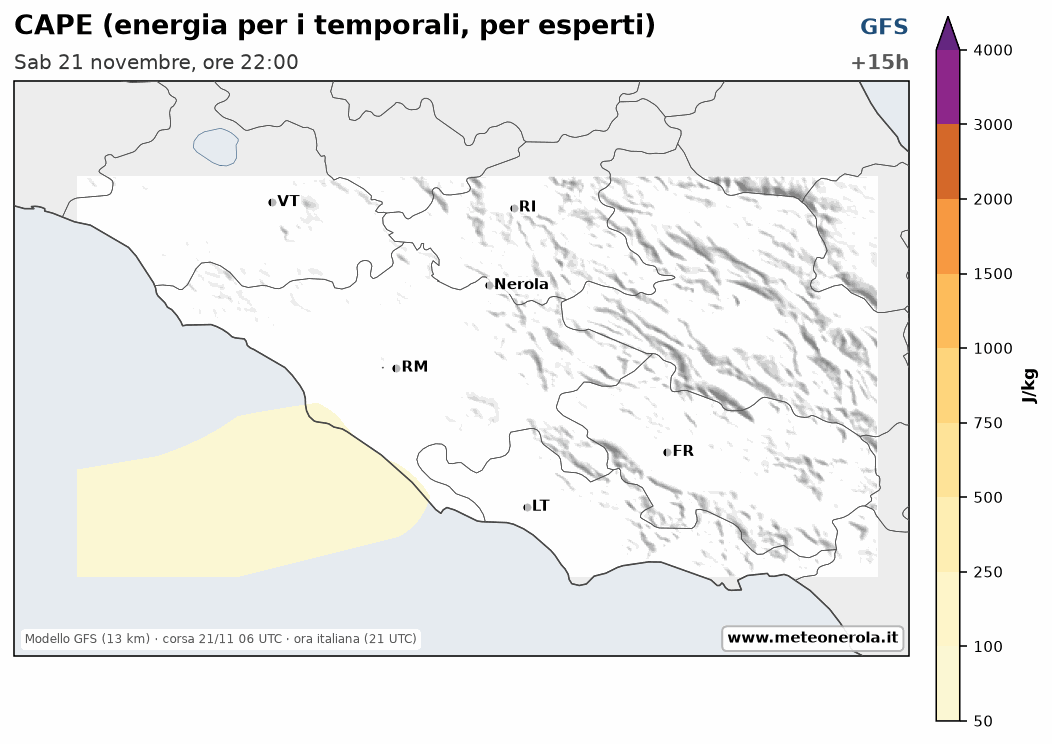 CAPE (energia per i temporali, per esperti)
GFS
Sab 21 novembre, ore 22:00
+15h
4000
3000
2000
1500
1000
750
500
250
100
50
J/kg
VT
RI
Nerola
RM
FR
LT
Modello GFS (13 km) · corsa 21/11 06 UTC · ora italiana (21 UTC)
www.meteonerola.it